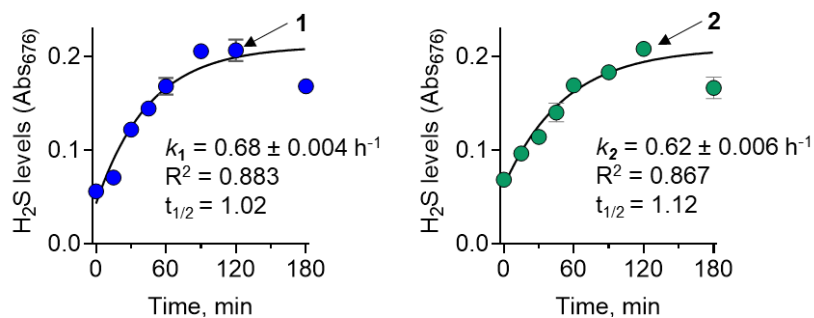 1
H₂S levels (Abs₆₇₆)
0.2
0.1
0.0
k₁ = 0.68 ± 0.004 h⁻¹
R² = 0.883
t₁/₂ = 1.02
0 60 120 180
Time, min
2
H₂S levels (Abs₆₇₆)
0.2
0.1
0.0
k₂ = 0.62 ± 0.006 h⁻¹
R² = 0.867
t₁/₂ = 1.12
0 60 120 180
Time, min